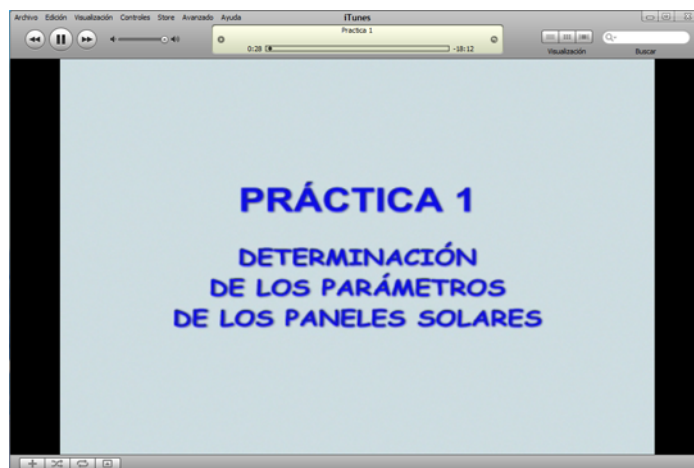 Archivo Edición Visualización Controles Store Avanzado Ayuda
iTunes
Practica 1
0:28
-18:12
Visualización
Buscar
PRÁCTICA 1
DETERMINACIÓN
DE LOS PARÁMETROS
DE LOS PANELES SOLARES